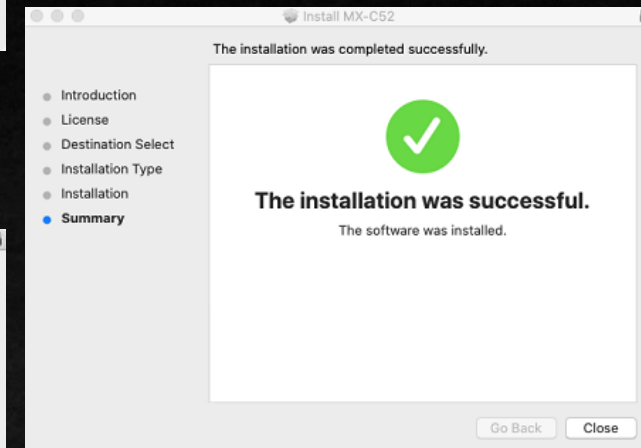 Install MX-C52
The installation was completed successfully.
Introduction
License
Destination Select
Installation Type
Installation
Summary
The installation was successful.
The software was installed.
Go Back
Close